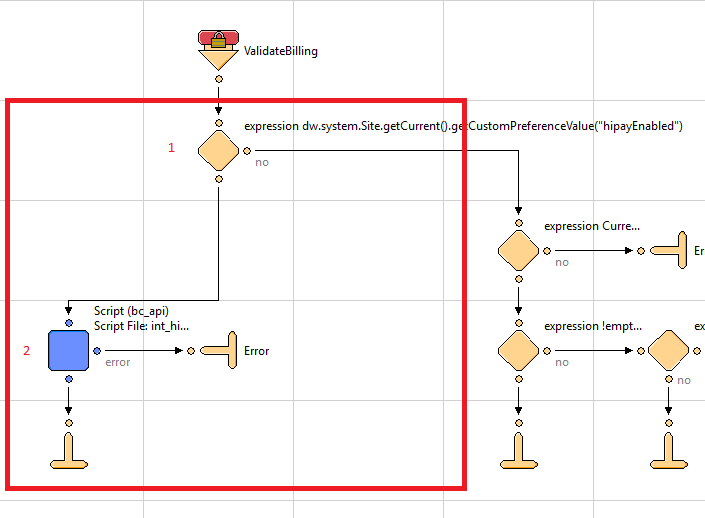 ValidateBilling
expression dw.system.Site.getCurrent().getCustomPreferenceValue("hipayEnabled")
1
no
expression Curre...
Er
no
Script (bc_api)
Script File: int_hi...
2
Error
error
expression !empt...
ex
no
no